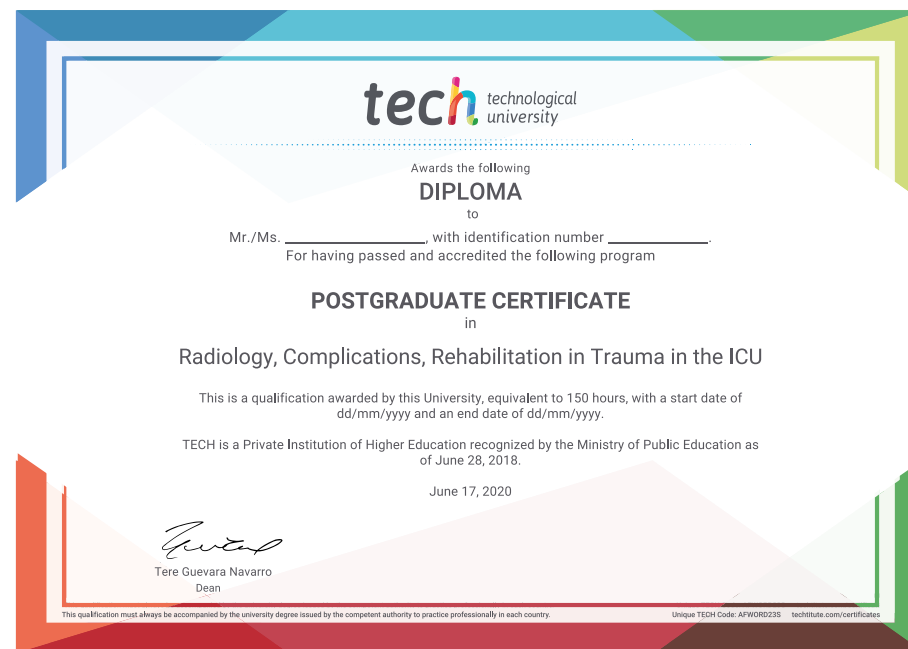 tech technological
university
Awards the following
DIPLOMA
to
Mr./Ms. ____________________, with identification number ______________.
For having passed and accredited the following program
POSTGRADUATE CERTIFICATE
in
Radiology, Complications, Rehabilitation in Trauma in the ICU
This is a qualification awarded by this University, equivalent to 150 hours, with a start date of
dd/mm/yyyy and an end date of dd/mm/yyyy.
TECH is a Private Institution of Higher Education recognized by the Ministry of Public Education as
of June 28, 2018.
June 17, 2020
Tere Guevara Navarro
Dean
This qualification must always be accompanied by the university degree issued by the competent authority to practice professionally in each country. Unique TECH Code: AFWORD23S techtitute.com/certificates